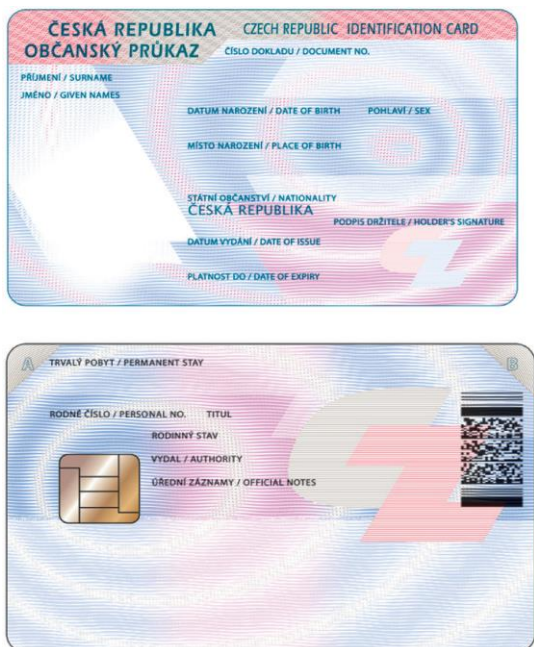 ČESKÁ REPUBLIKA
CZECH REPUBLIC IDENTIFICATION CARD
OBČANSKÝ PRŮKAZ
ČÍSLO DOKLADU / DOCUMENT NO.
PŘÍJMENÍ / SURNAME
JMÉNO / GIVEN NAMES
DATUM NAROZENÍ / DATE OF BIRTH
POHLAVÍ / SEX
MÍSTO NAROZENÍ / PLACE OF BIRTH
STÁTNÍ OBČANSTVÍ / NATIONALITY
ČESKÁ REPUBLIKA
PODPIS DRŽITELE / HOLDER'S SIGNATURE
DATUM VYDÁNÍ / DATE OF ISSUE
CZ
PLATNOST DO / DATE OF EXPIRY
A
TRVALÝ POBYT / PERMANENT STAY
B
RODNÉ ČÍSLO / PERSONAL NO.
TITUL
RODINNÝ STAV
VYDAL / AUTHORITY
ÚŘEDNÍ ZÁZNAMY / OFFICIAL NOTES
CZ